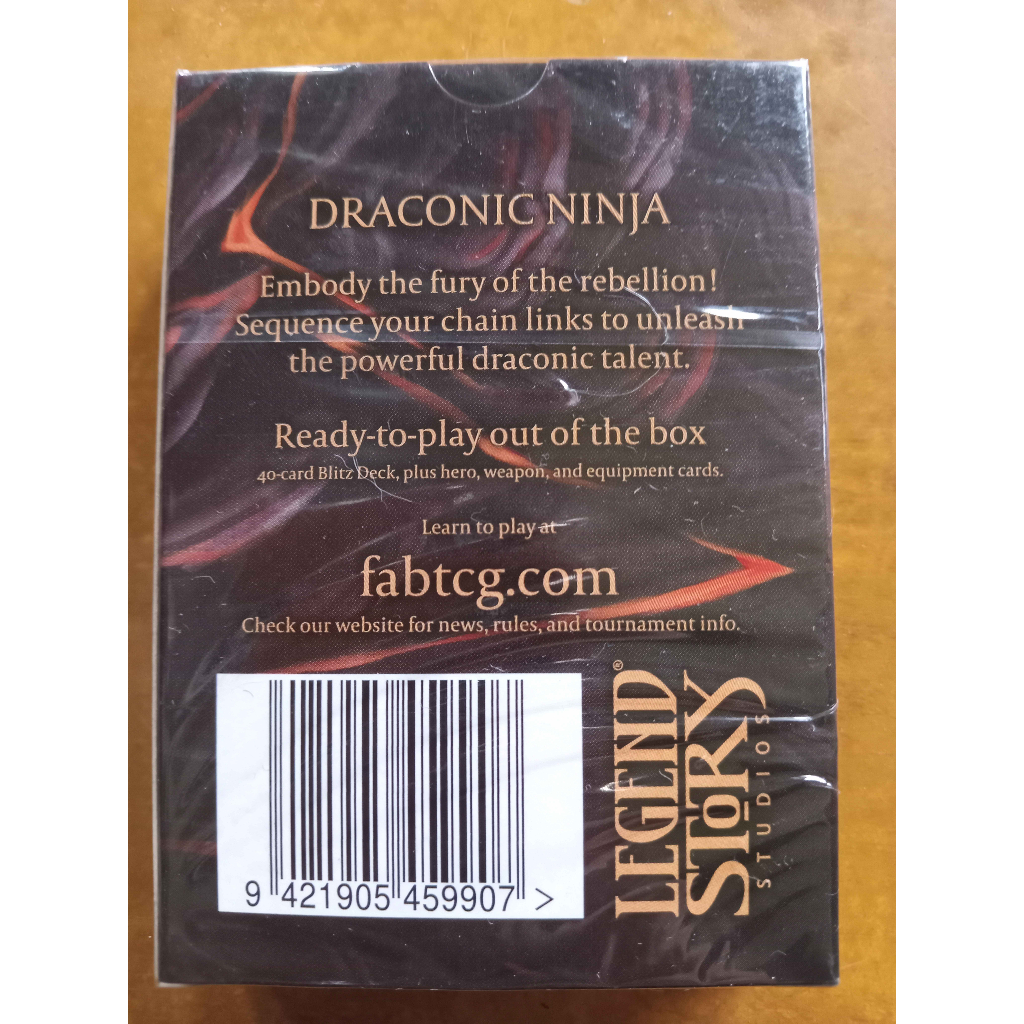 DRACONIC NINJA
Embody the fury of the rebellion!
Sequence your chain links to unleash
the powerful draconic talent.
Ready-to-play out of the box
40-card Blitz Deck, plus hero, weapon, and equipment cards.
Learn to play at
fabtcg.com
Check our website for news, rules, and tournament info.
LEGEND®
STORY
STUDIOS
9 421905 459907 >